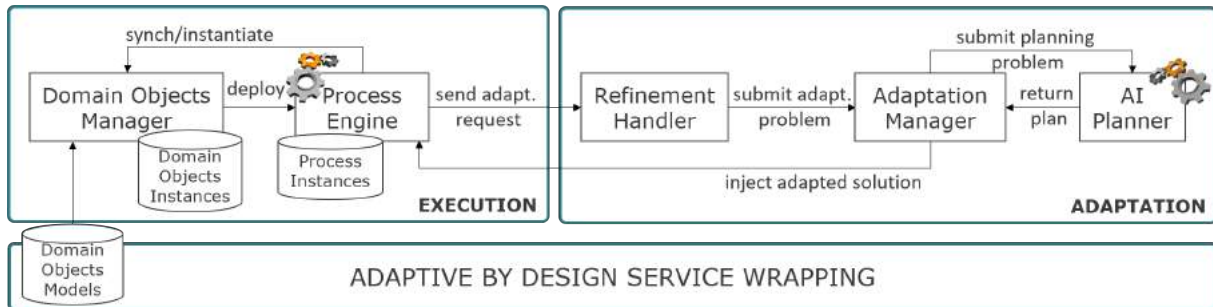 synch/instantiate
Domain Objects
Manager
deploy
Process
Engine
send adapt.
request
Domain
Objects
Instances
Process
Instances
EXECUTION
Refinement
Handler
submit adapt.
problem
Adaptation
Manager
submit planning
problem
return
plan
AI
Planner
inject adapted solution
ADAPTATION
Domain
Objects
Models
ADAPTIVE BY DESIGN SERVICE WRAPPING